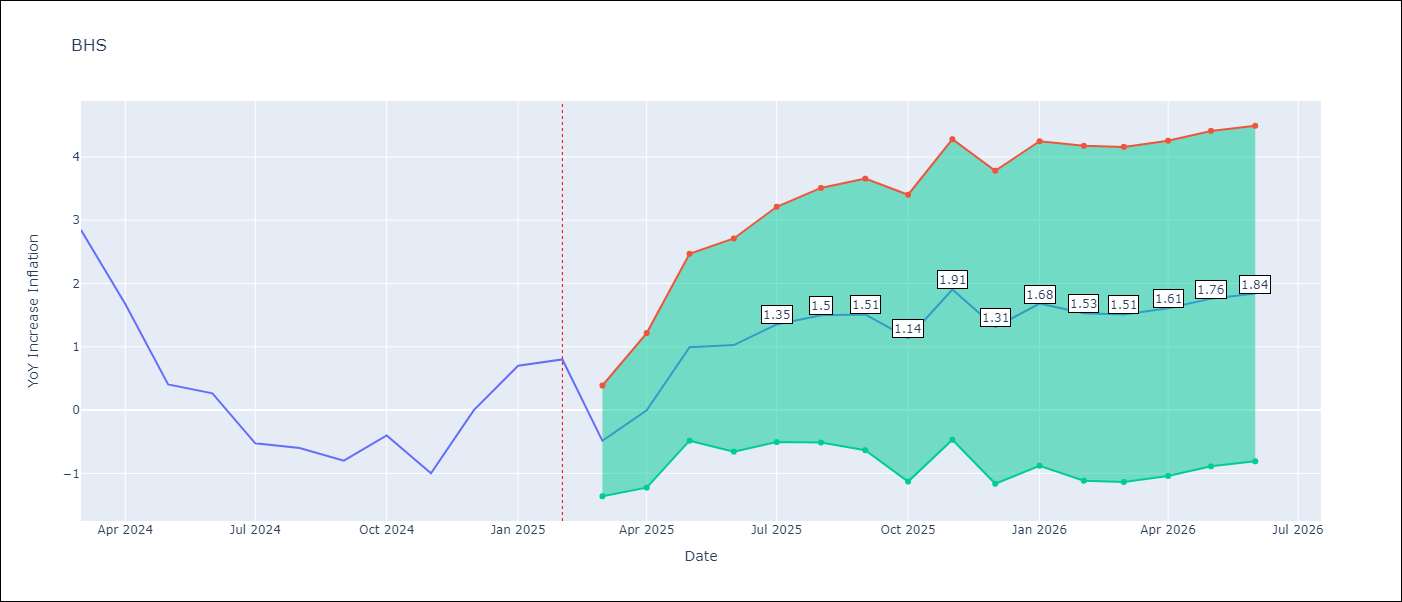 BHS
YoY Increase Inflation
4
3
2
1
0
−1
1.35
1.5
1.51
1.14
1.91
1.31
1.68
1.53
1.51
1.61
1.76
1.84
Apr 2024
Jul 2024
Oct 2024
Jan 2025
Apr 2025
Jul 2025
Oct 2025
Jan 2026
Apr 2026
Jul 2026
Date